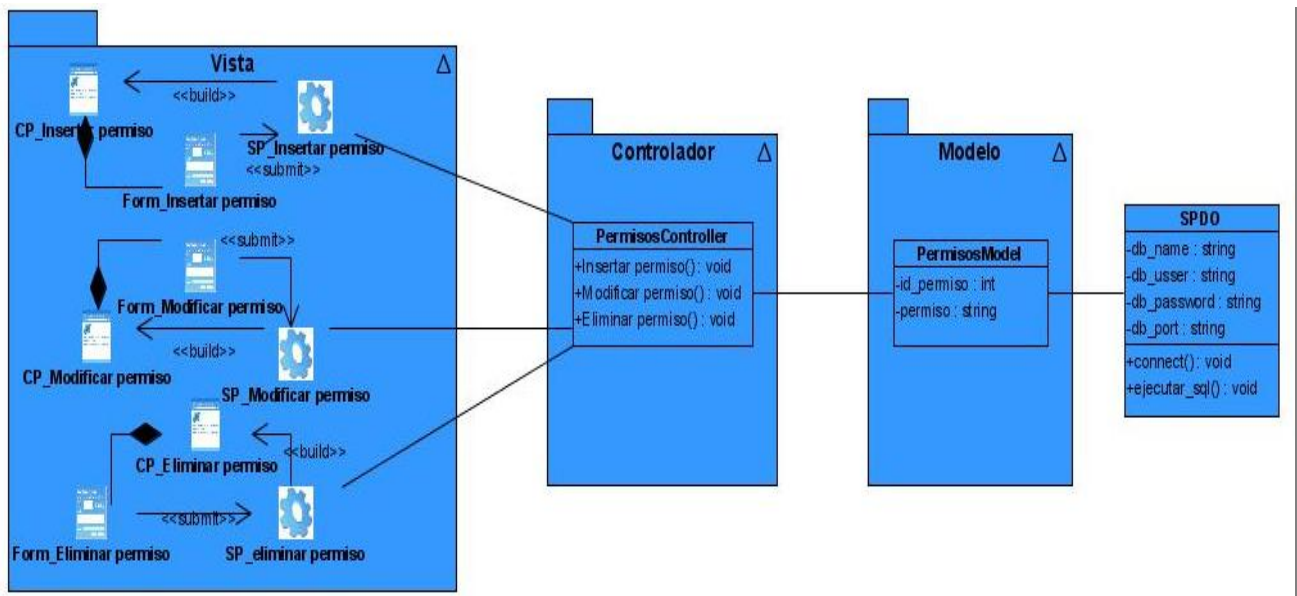 Vista
<<build>>
CP_Insertar permiso
SP_Insertar permiso
<<submit>>
Form_Insertar permiso
<<submit>>
Form_Modificar permiso
<<build>>
CP_Modificar permiso
SP_Modificar permiso
<<build>>
CP_Eliminar permiso
<<submit>>
Form_Eliminar permiso
SP_eliminar permiso
Controlador
PermisosController
+Insertar permiso() : void
+Modificar permiso() : void
+Eliminar permiso() : void
Modelo
PermisosModel
-id_permiso : int
-permiso : string
SPDO
-db_name : string
-db_usser : string
-db_password : string
-db_port : string
+connect() : void
+ejecutar_sql() : void